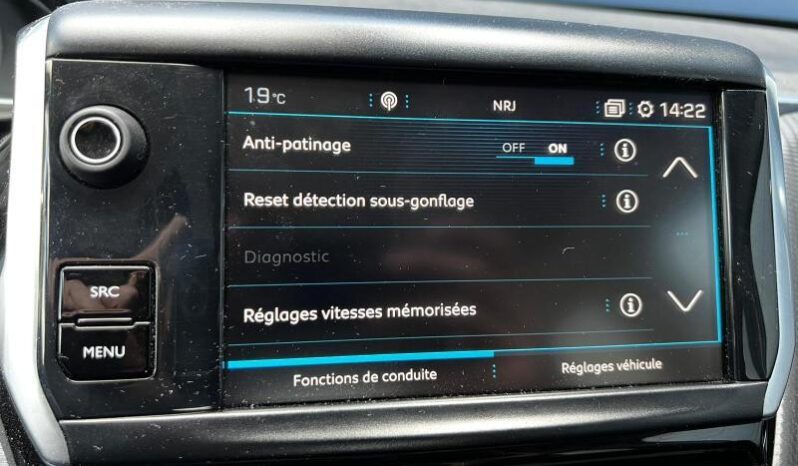 19°C NRJ 14:22
Anti-patinage OFF ON
Reset détection sous-gonflage
Diagnostic
SRC
Réglages vitesses mémorisées
MENU
Fonctions de conduite Réglages véhicule